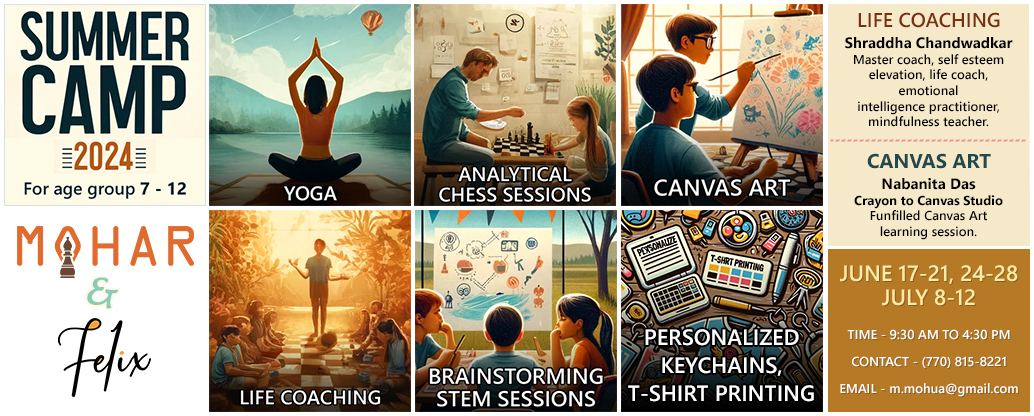 SUMMER
CAMP
2024
For age group 7 - 12
YOGA
ANALYTICAL
CHESS SESSIONS
CANVAS ART
LIFE COACHING
Shraddha Chandwadkar
Master coach, self esteem
elevation, life coach,
emotional
intelligence practitioner,
mindfulness teacher.
CANVAS ART
Nabanita Das
Crayon to Canvas Studio
Funfilled Canvas Art
learning session.
MOHAR
&
Felix
LIFE COACHING
BRAINSTORMING
STEM SESSIONS
PERSONALIZE
T-SHIRT PRINTING
PERSONALIZED
KEYCHAINS,
T-SHIRT PRINTING
JUNE 17-21, 24-28
JULY 8-12
TIME - 9:30 AM TO 4:30 PM
CONTACT - (770) 815-8221
EMAIL - m.mohua@gmail.com